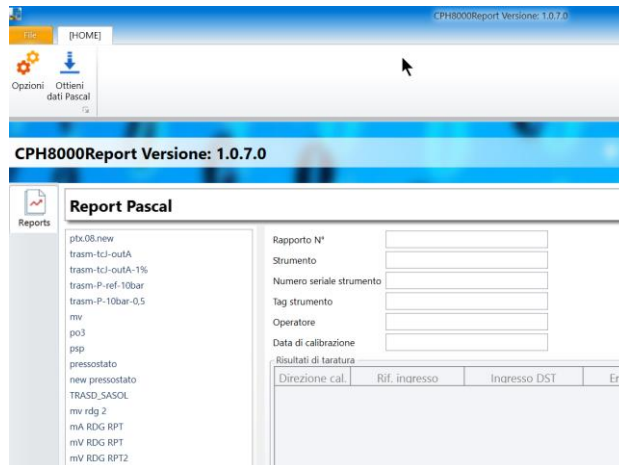 CPH8000Report Versione: 1.0.7.0
File [HOME]
Opzioni Ottieni
dati Pascal
CPH8000Report Versione: 1.0.7.0
Reports
Report Pascal
ptx.08.new
trasm-tcJ-outA
trasm-tcJ-outA-1%
trasm-P-ref-10bar
trasm-P-10bar-0,5
mv
po3
psp
pressostato
new pressostato
TRASD_SASOL
mv rdg 2
mA RDG RPT
mV RDG RPT
mV RDG RPT2
Rapporto N°
Strumento
Numero seriale strumento
Tag strumento
Operatore
Data di calibrazione
Risultati di taratura
Direzione cal. Rif. ingresso Ingresso DST Er